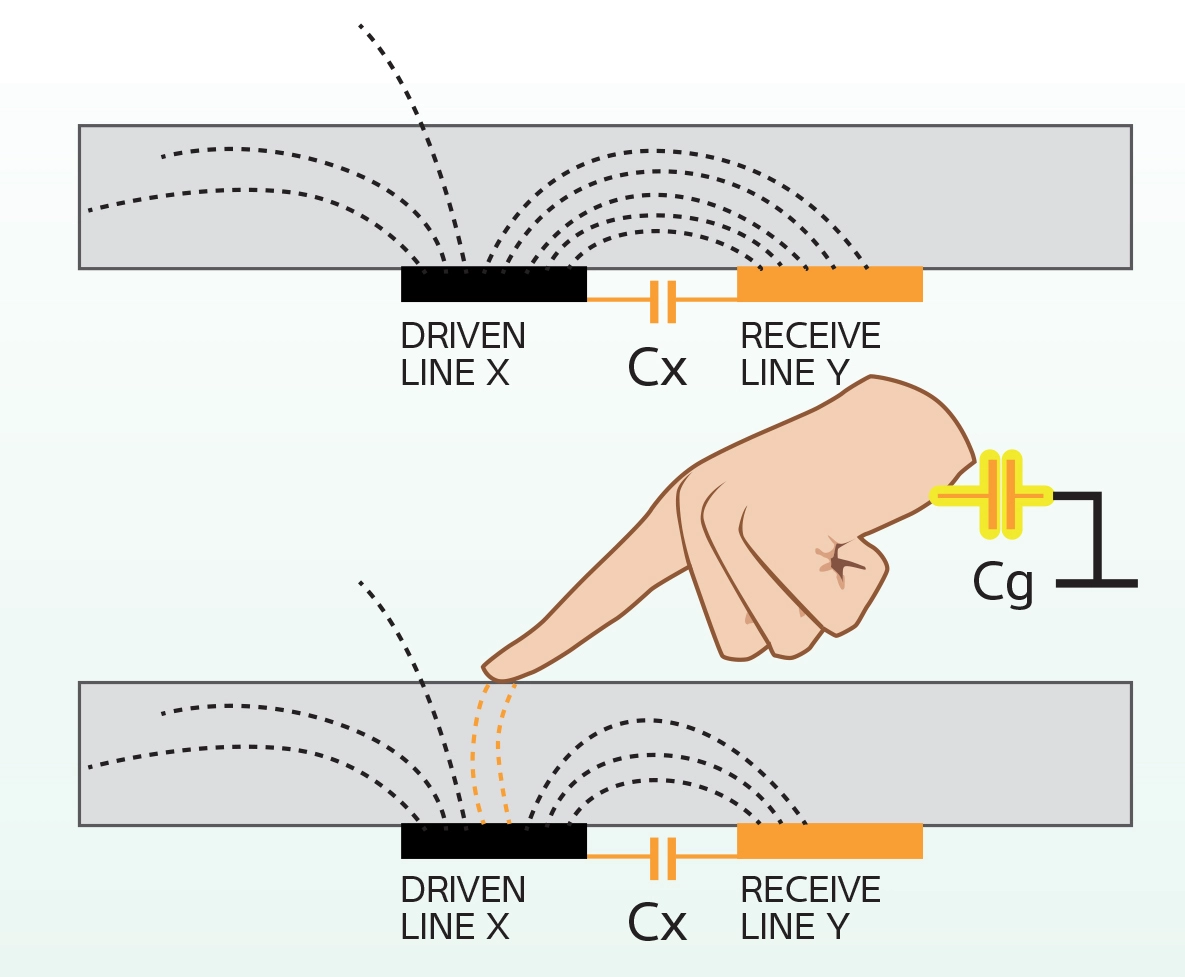 DRIVEN
LINE X
Cx
RECEIVE
LINE Y
Cg
DRIVEN
LINE X
Cx
RECEIVE
LINE Y